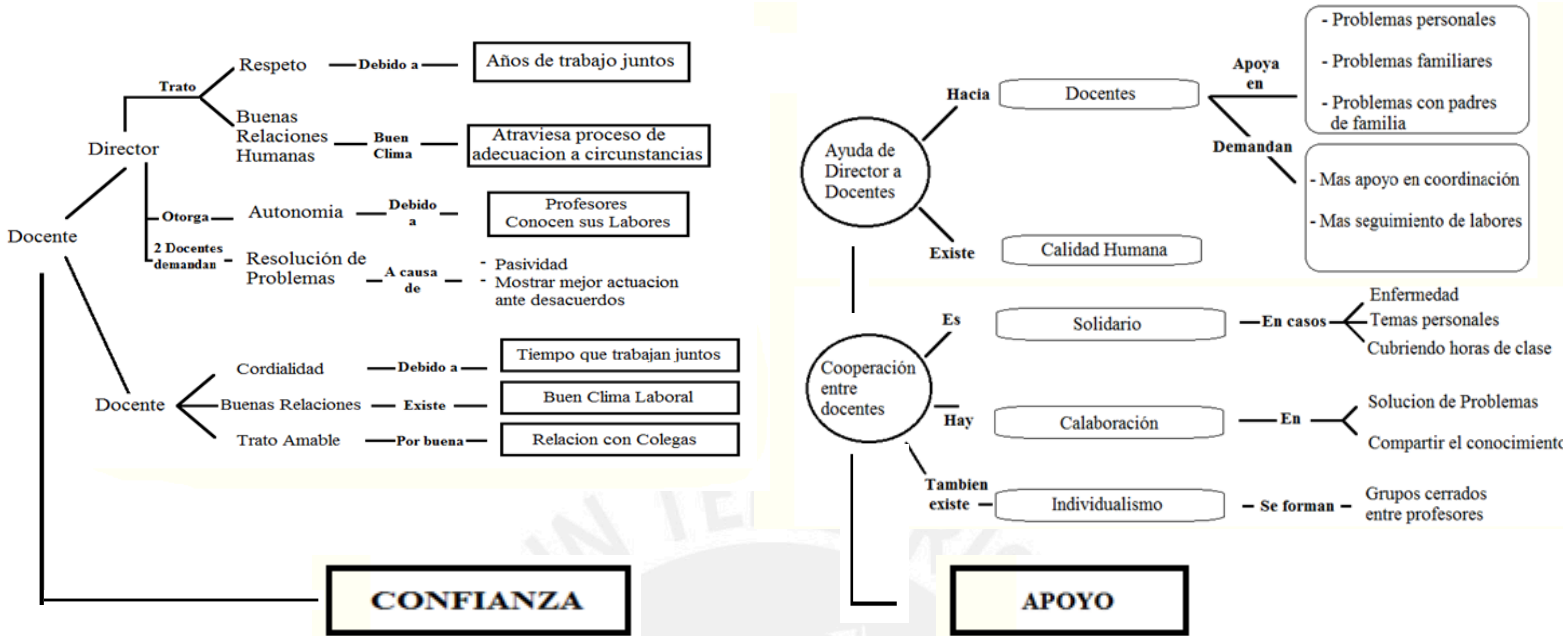 Docente
Director
Trato
Respeto
Debido a
Años de trabajo juntos
Buenas
Relaciones
Humanas
Buen
Clima
Atraviesa proceso de
adecuacion a circunstancias
Otorga
Autonomia
Debido
a
Profesores
Conocen sus Labores
2 Docentes
demandan
Resolución de
Problemas
A causa
de
- Pasividad
- Mostrar mejor actuacion
ante desacuerdos
Docente
Cordialidad
Debido a
Tiempo que trabajan juntos
Buenas Relaciones
Existe
Buen Clima Laboral
Trato Amable
Por buena
Relacion con Colegas
CONFIANZA
Ayuda de
Director a
Docentes
Hacia
Docentes
Apoya
en
- Problemas personales
- Problemas familiares
- Problemas con padres
de familia
Demandan
- Mas apoyo en coordinación
- Mas seguimiento de labores
Existe
Calidad Humana
Cooperación
entre
docentes
Es
Solidario
En casos
Enfermedad
Temas personales
Cubriendo horas de clase
Hay
Calaboración
En
Solucion de Problemas
Compartir el conocimiento
Tambien
existe
Individualismo
Se forman
Grupos cerrados
entre profesores
APOYO